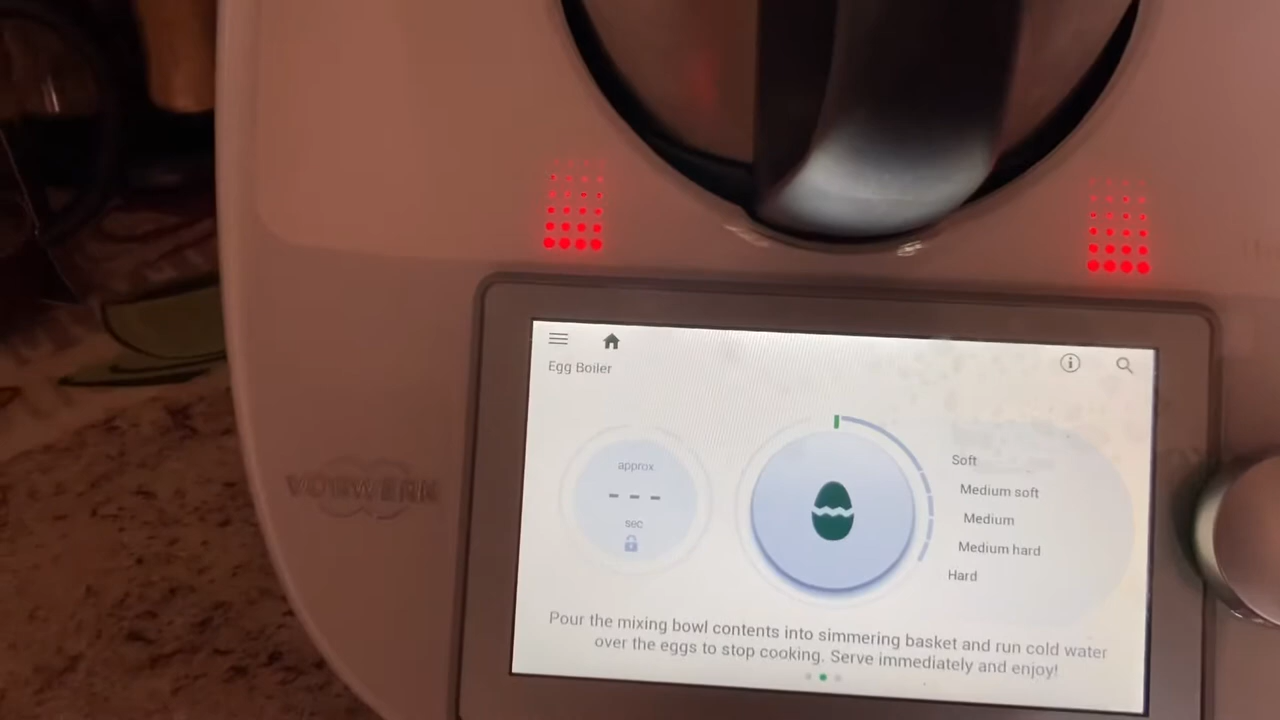 Egg Boiler
approx
- - -
sec
Soft
Medium soft
Medium
Medium hard
Hard
Pour the mixing bowl contents into simmering basket and run cold water
over the eggs to stop cooking. Serve immediately and enjoy!
VORWERK